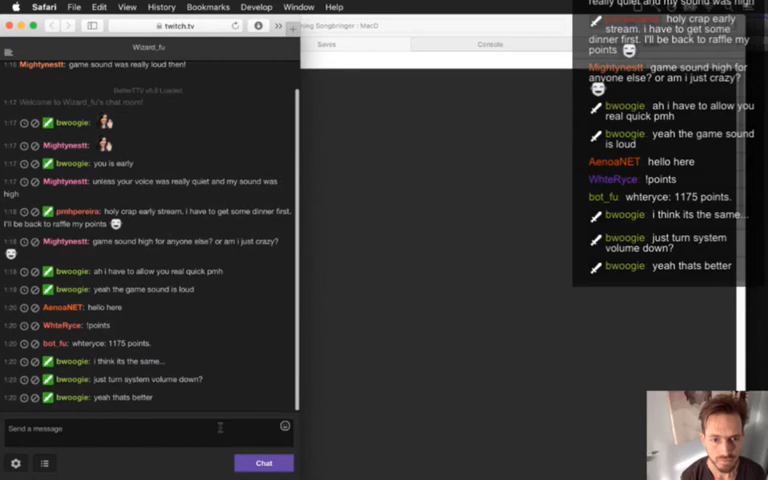 Safari File Edit View History Bookmarks Develop Window Help
twitch.tv
Songbringer : MacD
Wizard_fu
Saves
Console
1:16 Mightynestt: game sound was really loud then!
BetterTTV v6.8 Loaded.
1:17 Welcome to Wizard_fu's chat room!
1:17 bwoogie:
1:17 Mightynestt:
1:17 bwoogie: you is early
1:17 Mightynestt: unless your voice was really quiet and my sound was
high
1:18 pmhpereira: holy crap early stream. i have to get some dinner first.
I'll be back to raffle my points
1:18 Mightynestt: game sound high for anyone else? or am i just crazy?
1:18 bwoogie: ah i have to allow you real quick pmh
1:19 bwoogie: yeah the game sound is loud
1:20 AenoaNET: hello here
1:20 WhteRyce: !points
1:20 bot_fu: whteryce: 1175 points.
1:20 bwoogie: i think its the same...
1:20 bwoogie: just turn system volume down?
1:20 bwoogie: yeah thats better
Send a message
Chat
really quiet and my sound was
high
holy crap early
stream. i have to get some
dinner first. I'll be back to raffle my
points
Mightynestt game sound high for
anyone else? or am i just crazy?
bwoogie ah i have to allow you
real quick pmh
bwoogie yeah the game sound
is loud
AenoaNET hello here
WhteRyce !points
bot_fu whteryce: 1175 points.
bwoogie i think its the same...
bwoogie just turn system
volume down?
bwoogie yeah thats better